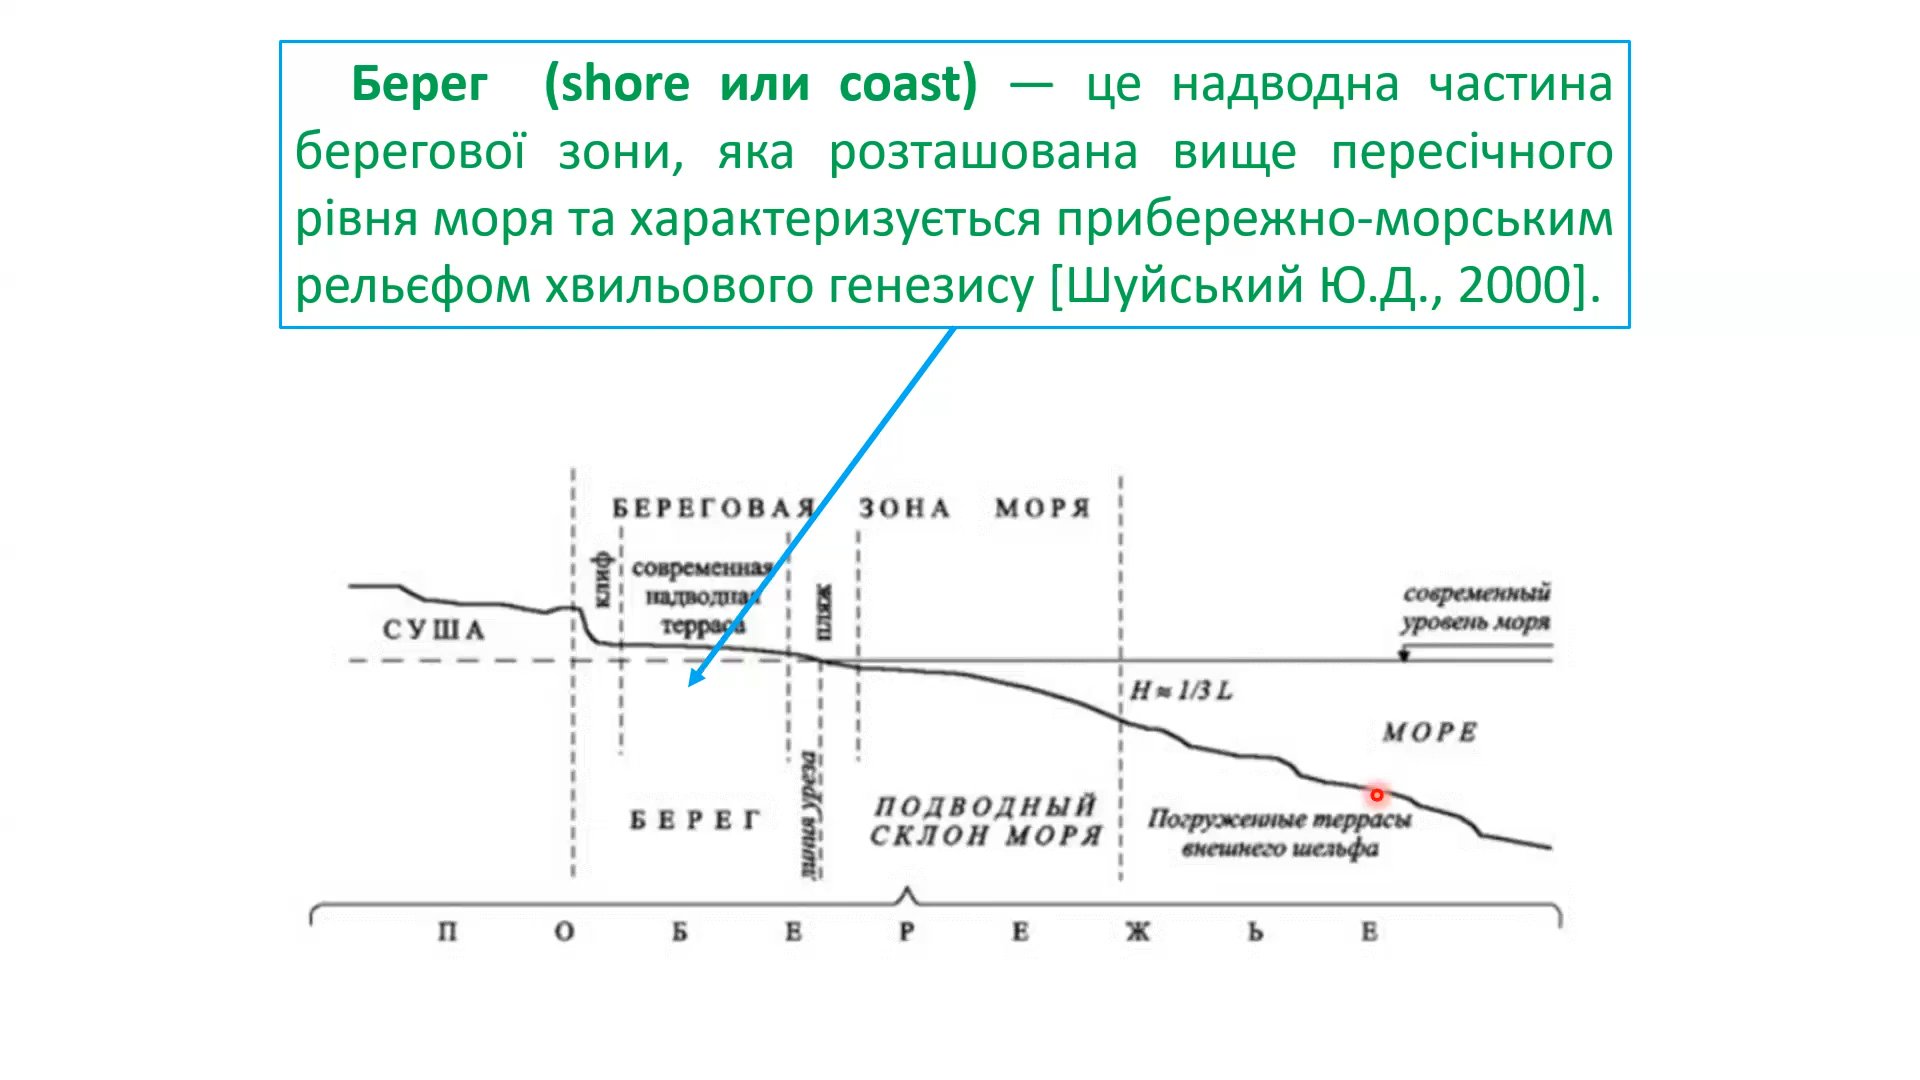 Берег (shore или coast) — це надводна частина
берегової зони, яка розташована вище пересічного
рівня моря та характеризується прибережно-морським
рельєфом хвильового генезису [Шуйський Ю.Д., 2000].
БЕРЕГОВАЯ ЗОНА МОРЯ
клиф
современная
надводная
терраса
пляж
современный
уровень моря
СУША
H ≈ 1/3 L
МОРЕ
линия уреза
БЕРЕГ
ПОДВОДНЫЙ
СКЛОН МОРЯ
Погруженные террасы
внешнего шельфа
ПОБЕРЕЖЬЕ